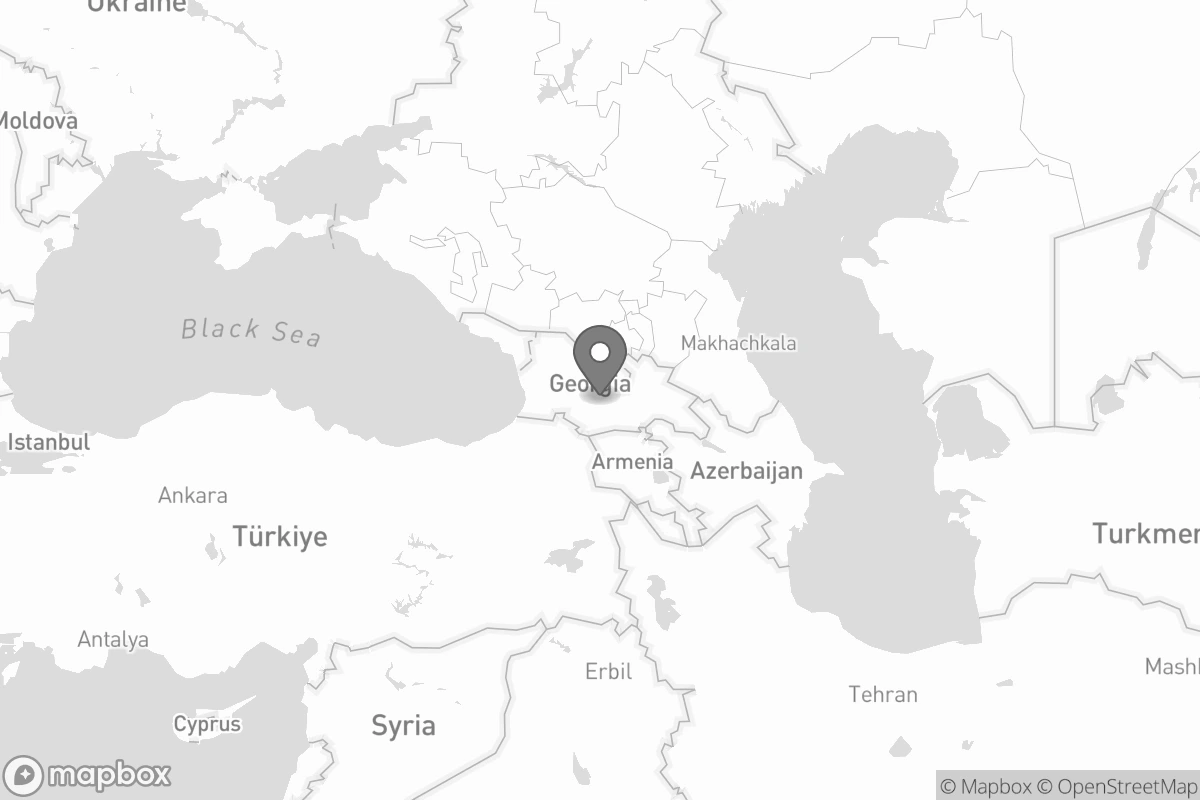 Ukraine
Moldova
Black Sea
Makhachkala
Georgia
Istanbul
Armenia
Azerbaijan
Ankara
Türkiye
Turkmen
Antalya
Erbil
Mashh
Tehran
Cyprus
Syria
mapbox
© Mapbox © OpenStreetMap